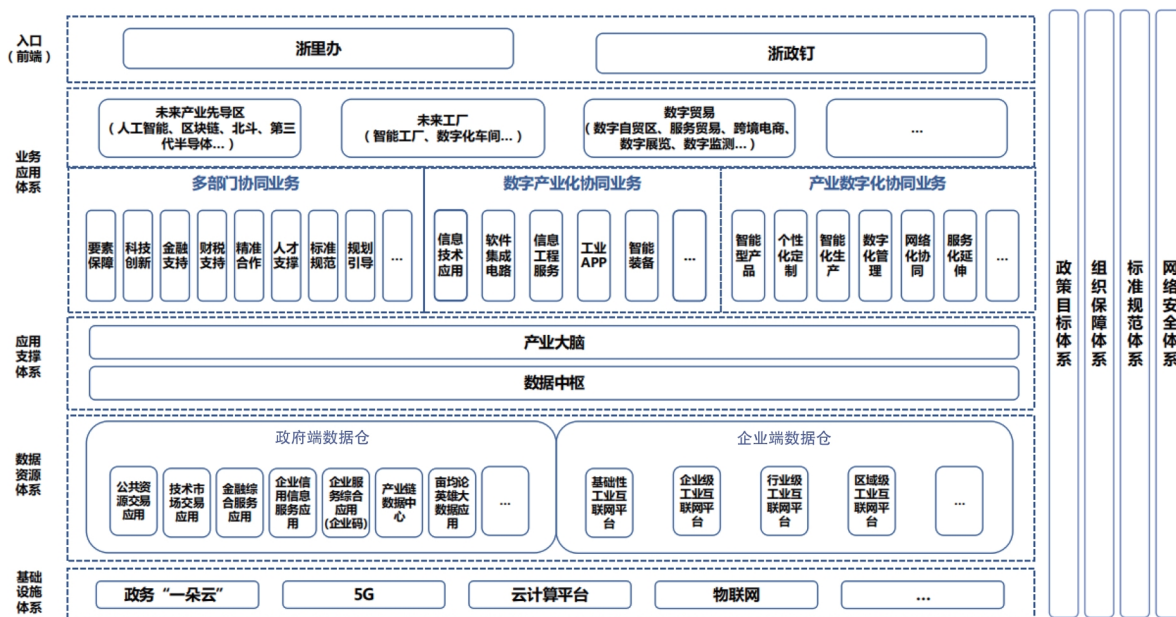 入口
（前端）
浙里办
浙政钉
业务
应用
体系
未来产业先导区
（人工智能、区块链、北斗、第三
代半导体…）
未来工厂
（智能工厂、数字化车间…）
数字贸易
（数字自贸区、服务贸易、跨境电商、
数字展览、数字监测…）
…
多部门协同业务
要素
保障
科技
创新
金融
支持
财税
支持
精准
合作
人才
支撑
标准
规范
规划
引导
…
数字产业化协同业务
信息
技术
应用
软件
集成
电路
信息
工程
服务
工业
APP
智能
装备
…
产业数字化协同业务
智能
型产
品
个性
化定
制
智能
化生
产
数字
化管
理
网络
化协
同
服务
化延
伸
…
应用
支撑
体系
产业大脑
数据中枢
数据
资源
体系
政府端数据仓
公共资
源交易
应用
技术市
场交易
应用
金融综
合服务
应用
企业信
用信息
服务应
用
企业服
务综合
应用
(企业码)
产业链
数据中
心
亩均论
英雄大
数据应
用
…
企业端数据仓
基础性
工业互
联网平
台
企业级
工业互
联网平
台
行业级
工业互
联网平
台
区域级
工业互
联网平
台
…
基础
设施
体系
政务“一朵云”
5G
云计算平台
物联网
…
政策目标体系
组织保障体系
标准规范体系
网络安全体系